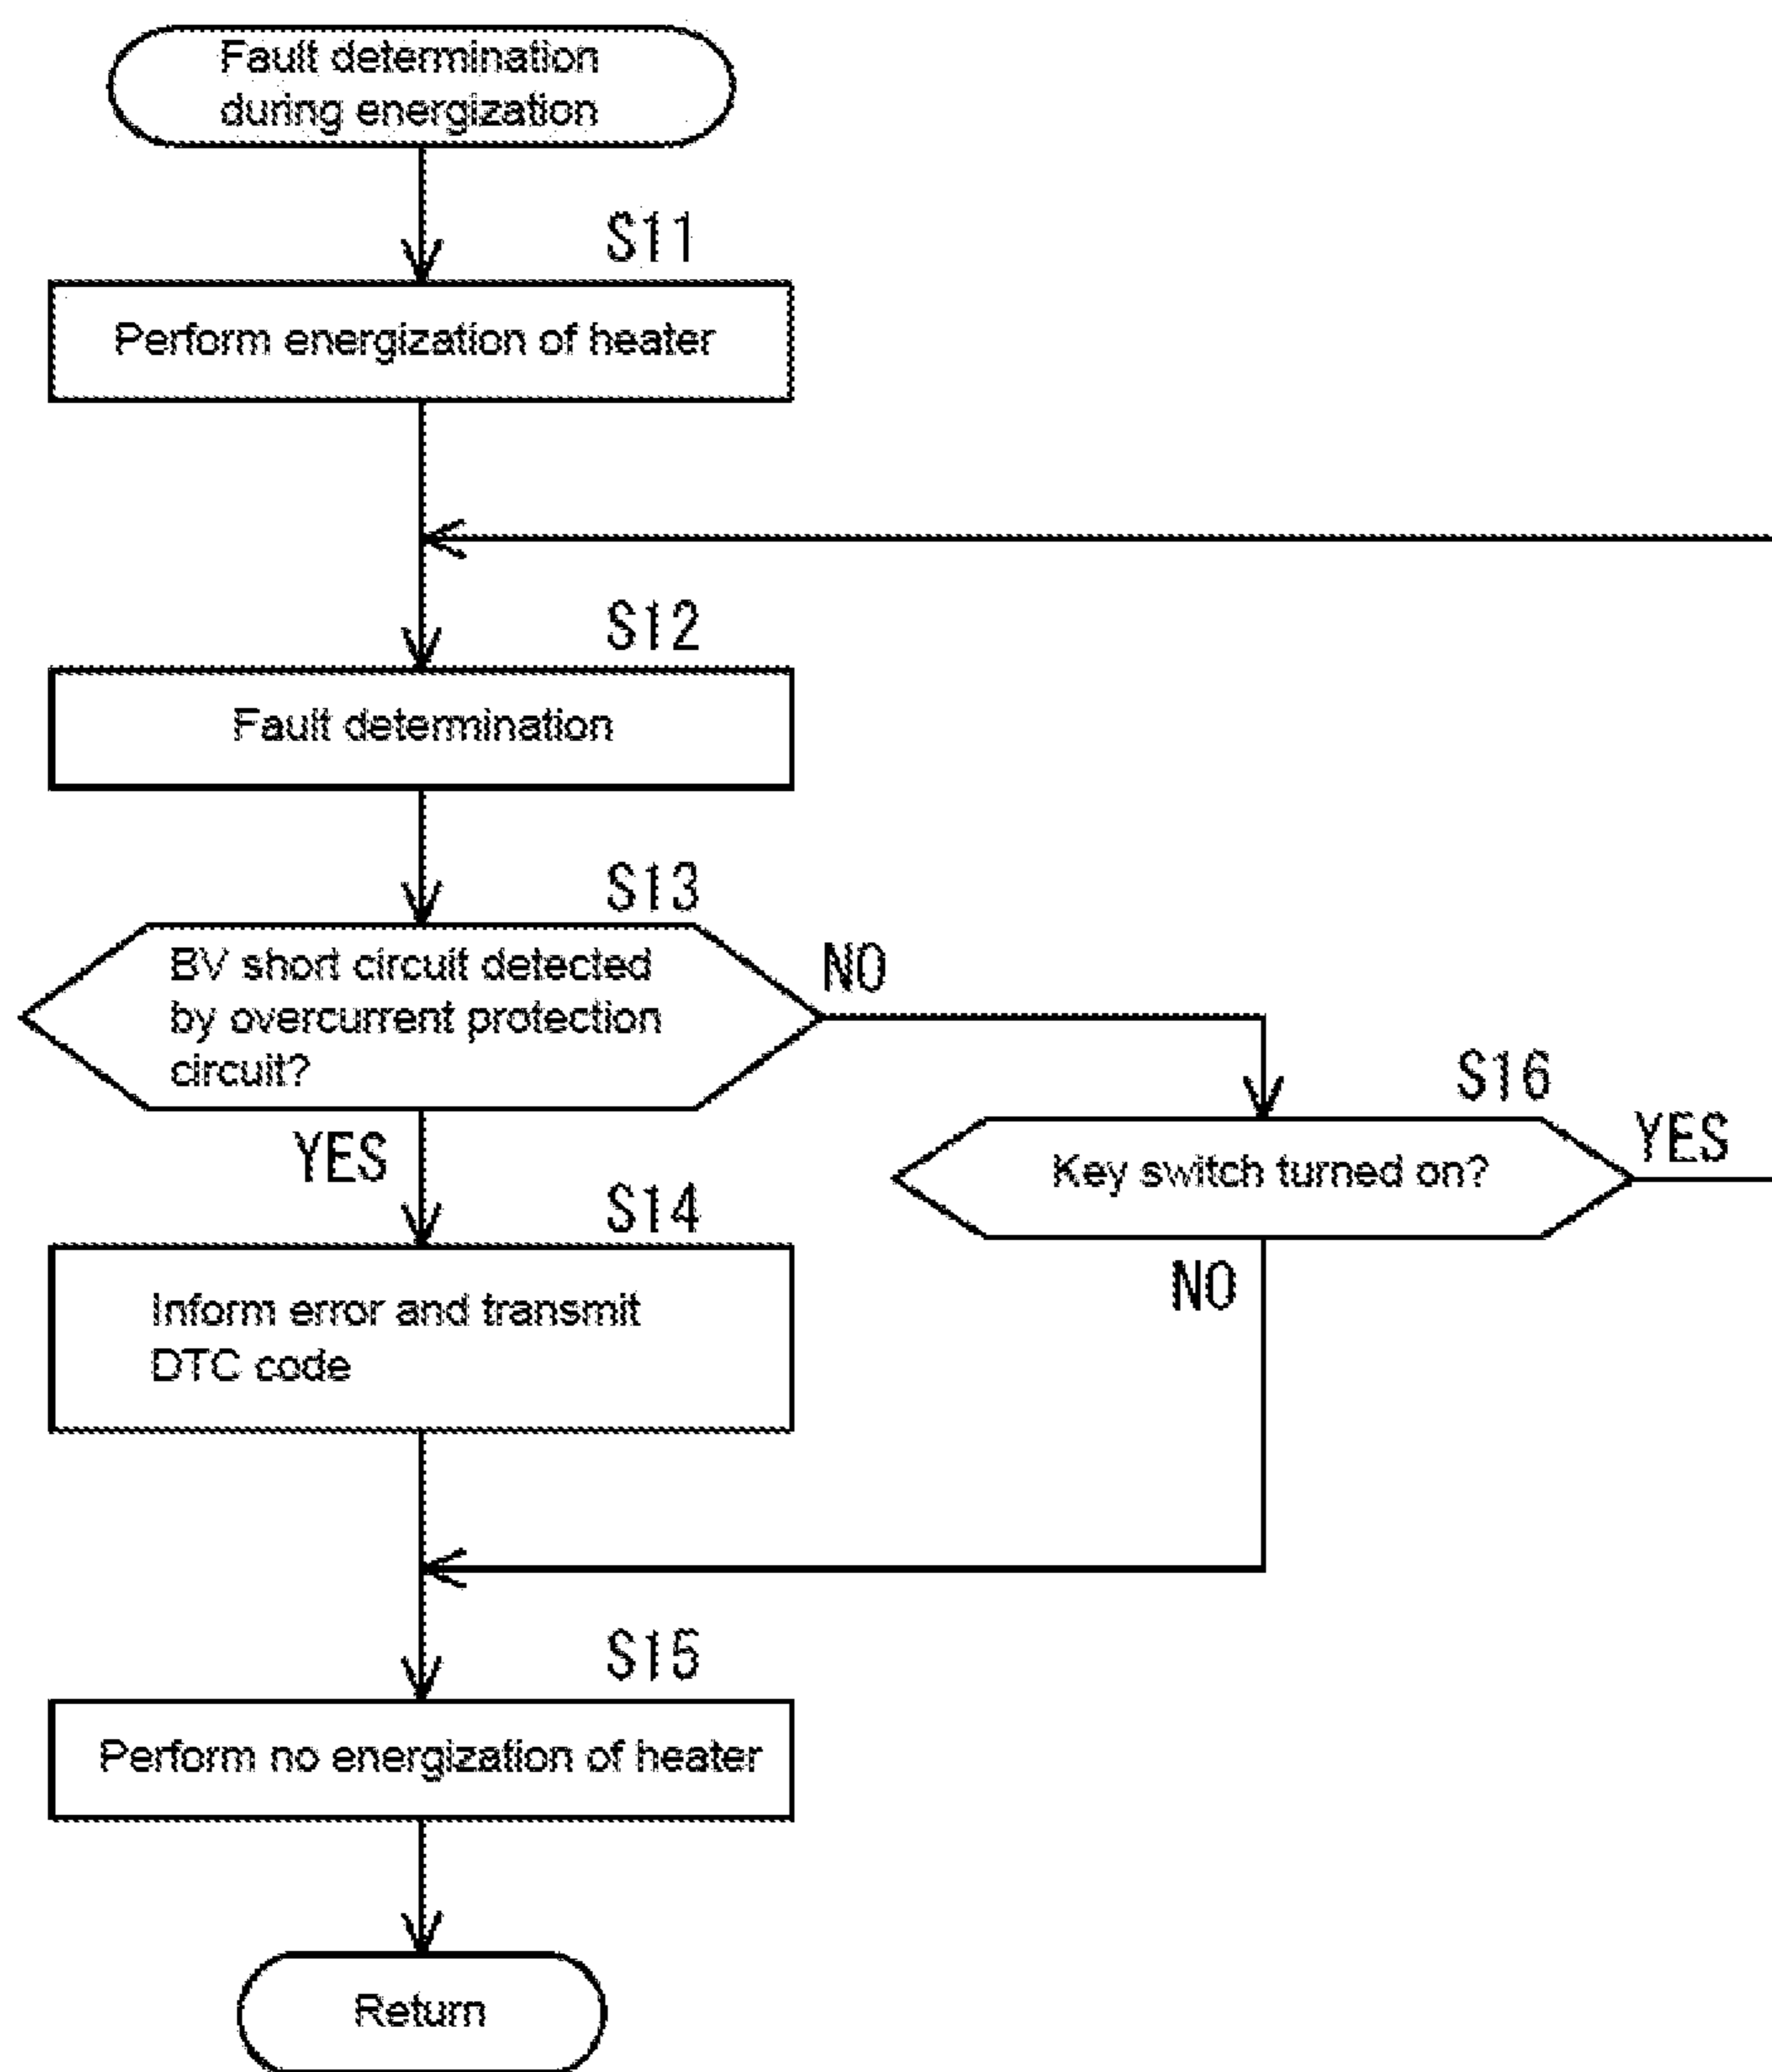 Fault determination
during energization
S11
Perform energization of heater
S12
Fault determination
S13
BV short circuit detected
by overcurrent protection
circuit?
NO
YES
S16
Key switch turned on?
YES
NO
S14
Inform error and transmit
DTC code
S15
Perform no energization of heater
Return